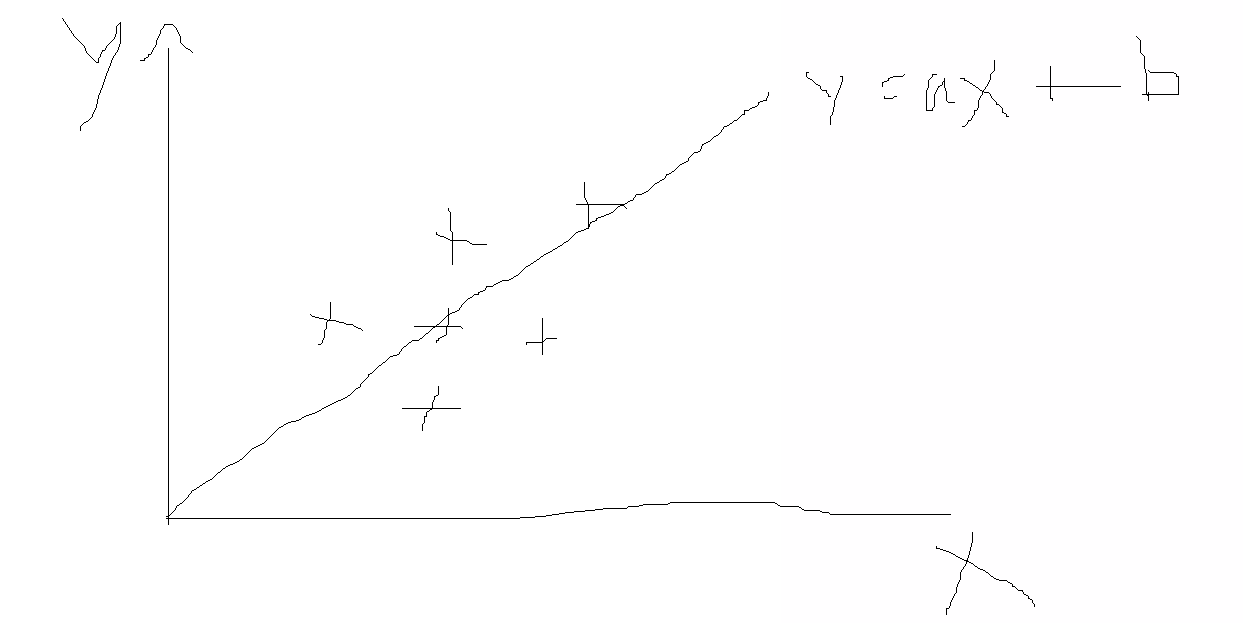 y
y = ax + b
x